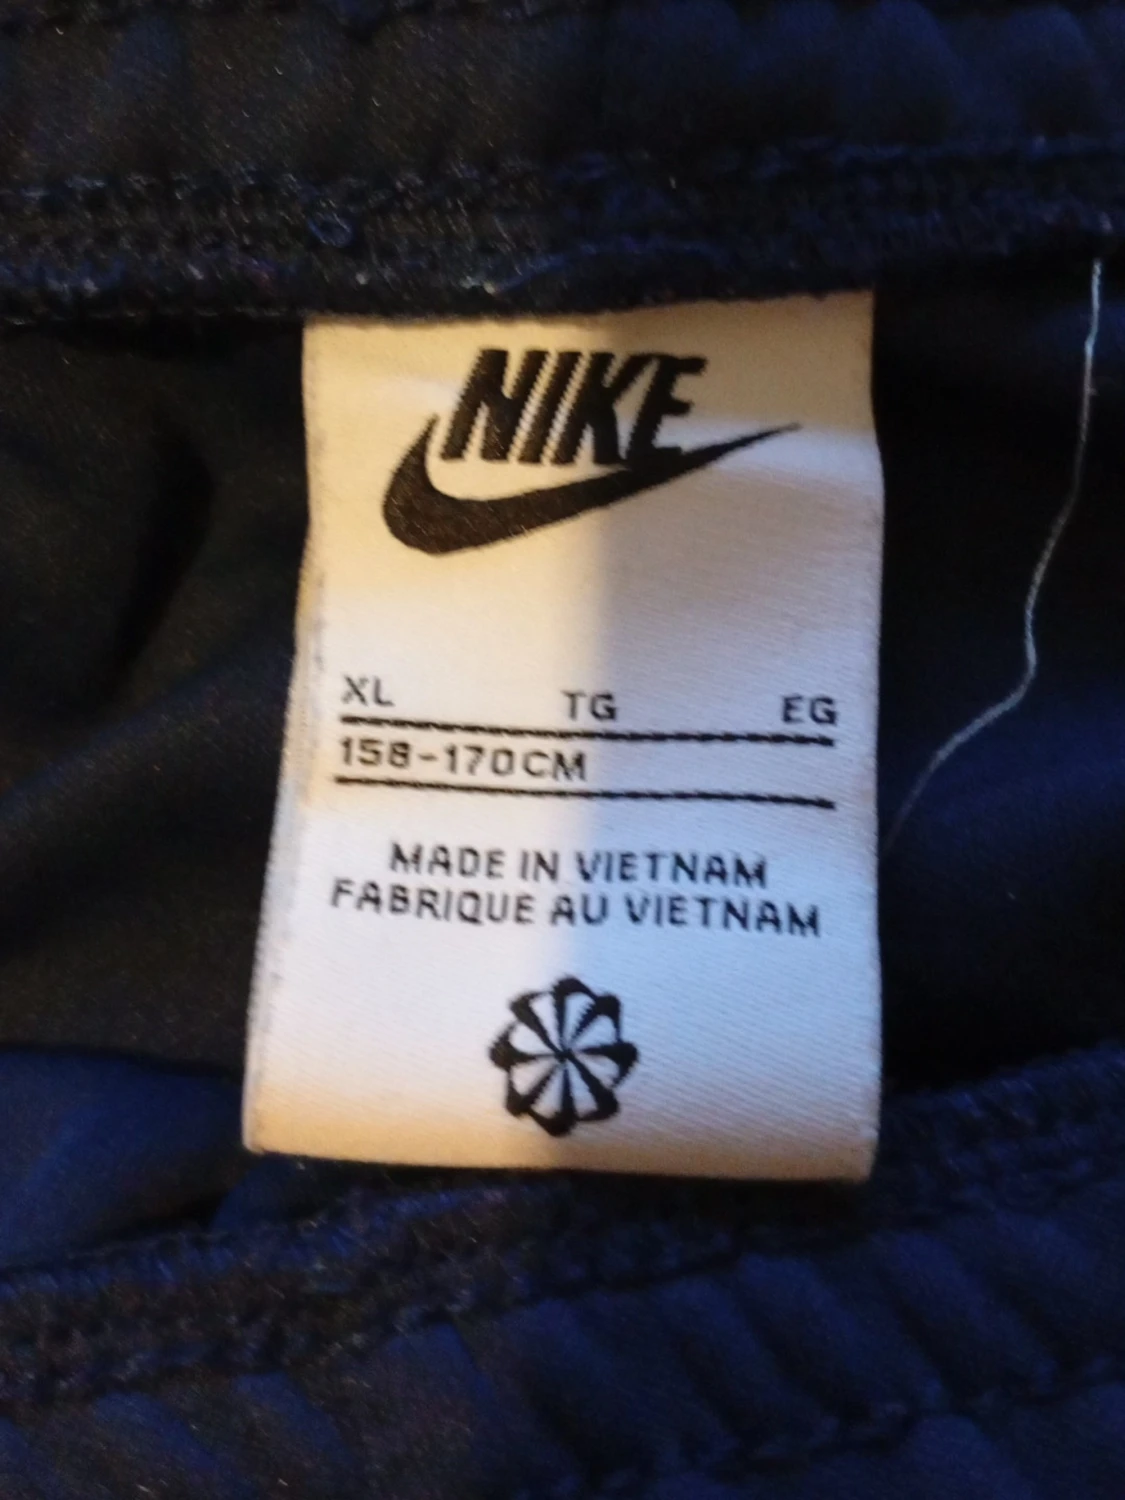 NIKE
XL TG EG
158-170CM
MADE IN VIETNAM
FABRIQUE AU VIETNAM